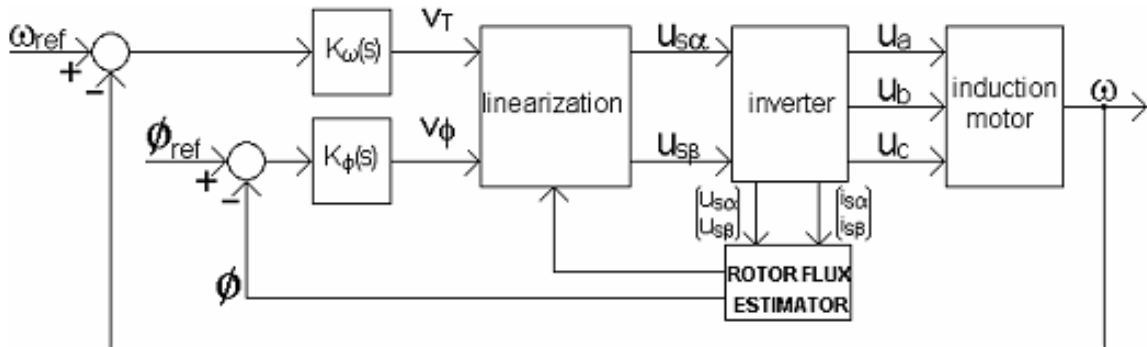 ωref
+
−
Kω(s)
vT
linearization
usα
inverter
ua
ub
uc
induction
motor
ω
ϕref
+
−
Kϕ(s)
vϕ
usβ
usα
usβ
isα
isβ
ROTOR FLUX
ESTIMATOR
ϕ